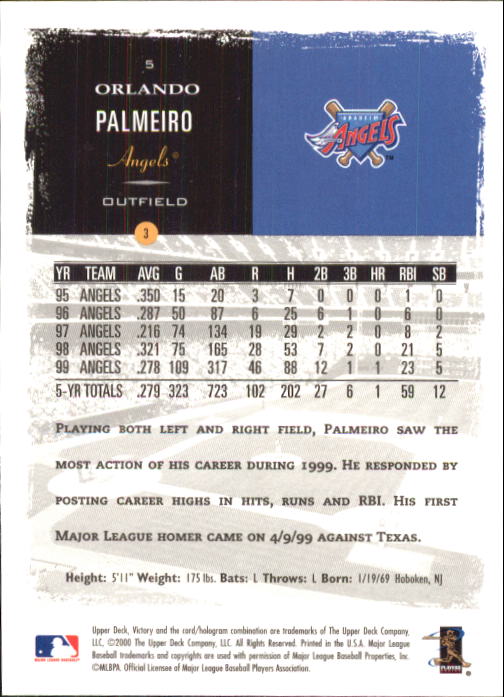 5
ORLANDO
PALMEIRO
Angels®
OUTFIELD
3
ANAHEIM
ANGELS
TM
YR TEAM AVG G AB R H 2B 3B HR RBI SB
95 ANGELS .350 15 20 3 7 0 0 0 1 0
96 ANGELS .287 50 87 6 25 6 1 0 6 0
97 ANGELS .216 74 134 19 29 2 2 0 8 2
98 ANGELS .321 75 165 28 53 7 2 0 21 5
99 ANGELS .278 109 317 46 88 12 1 1 23 5
5-YR TOTALS .279 323 723 102 202 27 6 1 59 12
PLAYING BOTH LEFT AND RIGHT FIELD, PALMEIRO SAW THE
MOST ACTION OF HIS CAREER DURING 1999. HE RESPONDED BY
POSTING CAREER HIGHS IN HITS, RUNS AND RBI. HIS FIRST
MAJOR LEAGUE HOMER CAME ON 4/9/99 AGAINST TEXAS.
Height: 5'11" Weight: 175 lbs. Bats: L Throws: L Born: 1/19/69 Hoboken, NJ
Upper Deck, Victory and the card/hologram combination are trademarks of The Upper Deck Company,
LLC, ©2000 The Upper Deck Company, LLC. All Rights Reserved. Printed in the U.S.A. Major League
Baseball trademarks and copyrights are used with permission of Major League Baseball Properties, Inc.
©MLBPA. Official Licensee of Major League Baseball Players Association.
MAJOR LEAGUE BASEBALL
PLAYERS